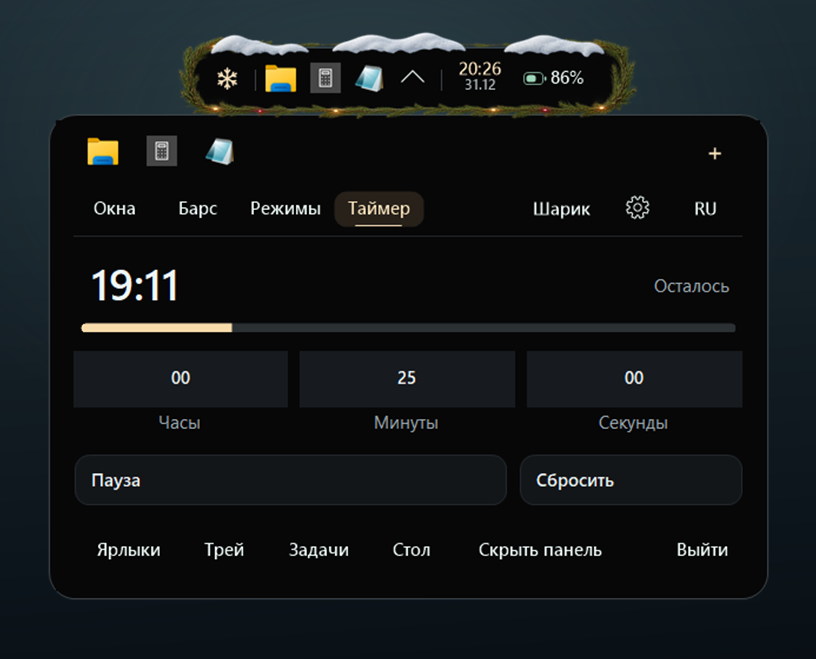 20:26
31.12
86%
+
Окна Барс Режимы Таймер Шарик RU
19:11 Осталось
00 25 00
Часы Минуты Секунды
Пауза Сбросить
Ярлыки Трей Задачи Стол Скрыть панель Выйти